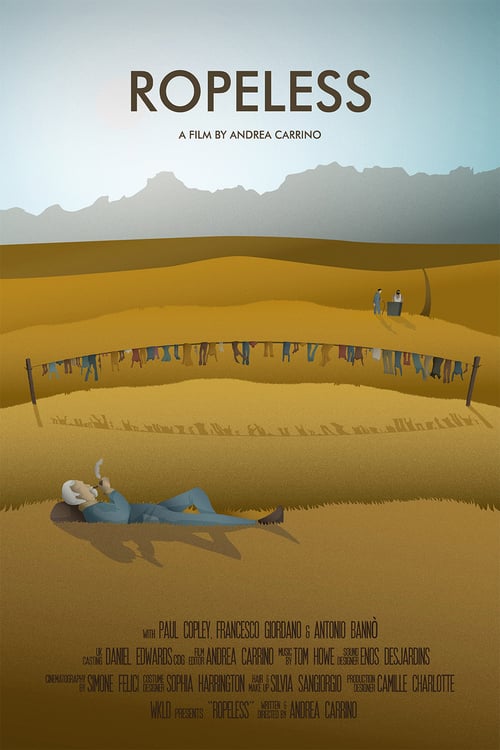 ROPELESS
A FILM BY ANDREA CARRINO
WITH PAUL COPLEY, FRANCESCO GIORDANO & ANTONIO BANNÒ
UK CASTING DANIEL EDWARDS CDG FILM EDITOR ANDREA CARRINO MUSIC BY TOM HOWE SOUND DESIGNER ENOS DESJARDINS
CINEMATOGRAPHY BY SIMONE FELICI COSTUME DESIGNER SOPHIA HARRINGTON HAIR & MAKE UP SILVIA SANGIORGIO PRODUCTION DESIGNER CAMILLE CHARLOTTE
WKLD PRESENTS "ROPELESS" WRITTEN & DIRECTED BY ANDREA CARRINO